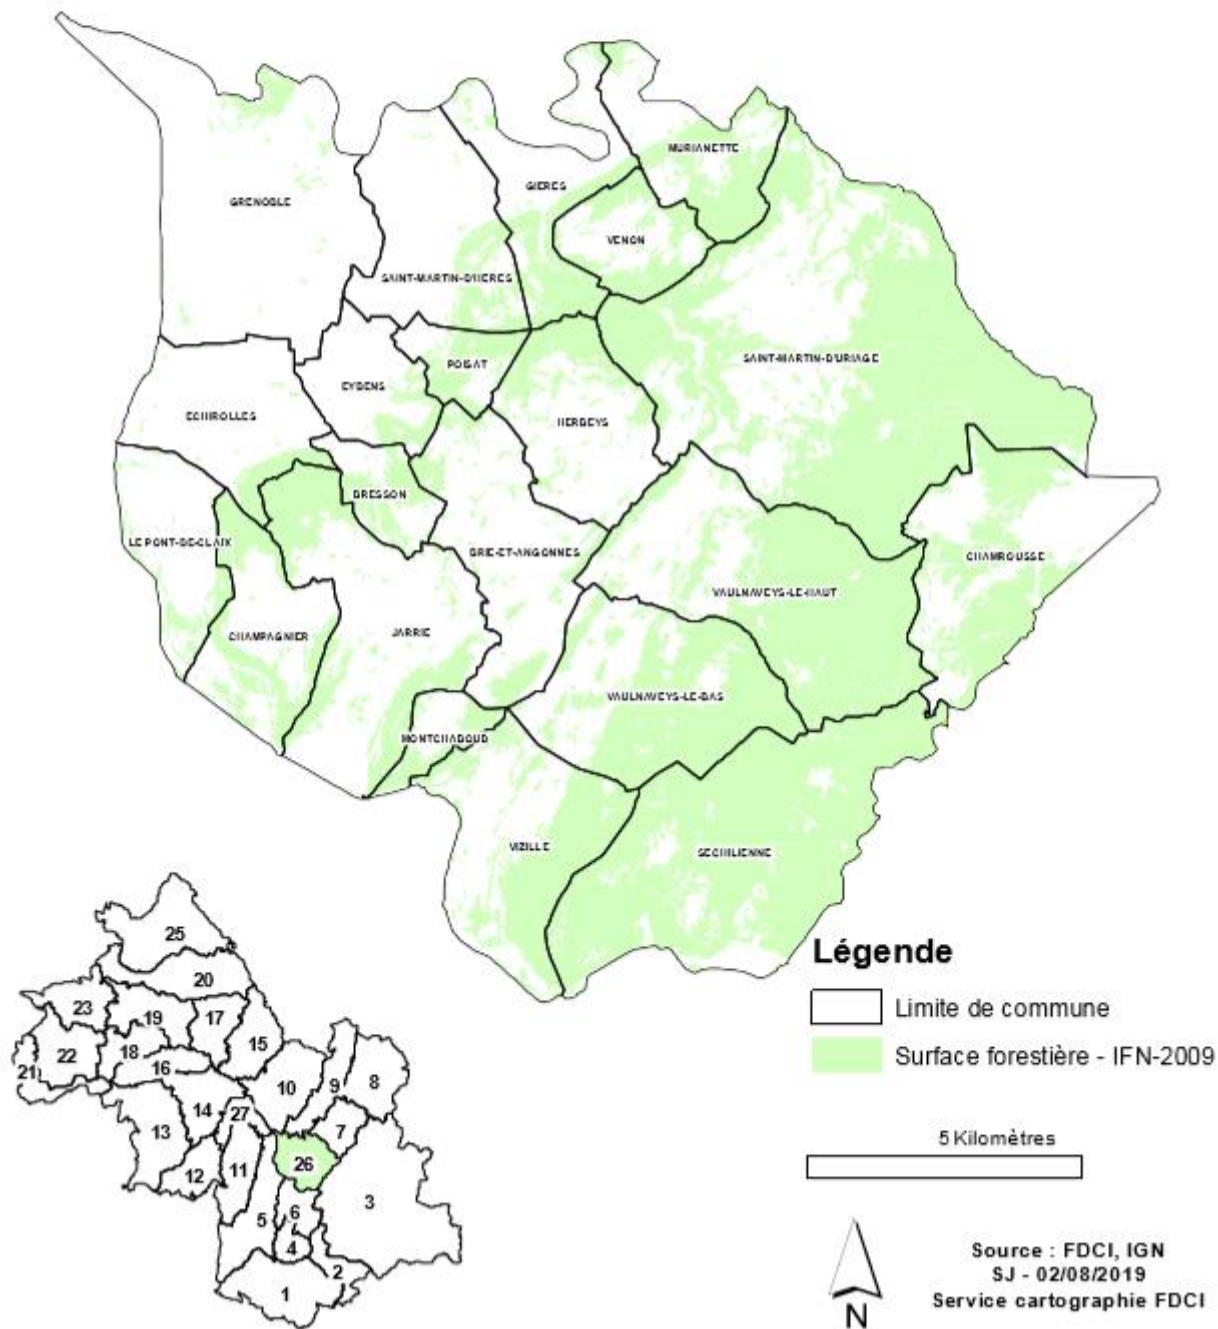 MURIANETTE
GIERES
GRENOBLE
VENON
SAINT-MARTIN-D'HERES
SAINT-MARTIN-D'URIAGE
POISAT
EYBENS
ECHIROLLES
HERBEYS
BRESSON
LE PONT-DE-CLAIX
BRIE-ET-ANGONNES
CHAMROUSSE
VAULNAVEYS-LE-HAUT
CHAMPAGNIER
JARRIE
VAULNAVEYS-LE-BAS
MONTCHABOUD
VIZILLE
SECHILIENNE
25
20
23
19
17
15
22
18
21
16
10
9
8
14
27
13
7
12
11
26
3
5
6
4
2
1
Légende
Limite de commune
Surface forestière - IFN-2009
5 Kilomètres
N
Source : FDCI, IGN
SJ - 02/08/2019
Service cartographie FDCI